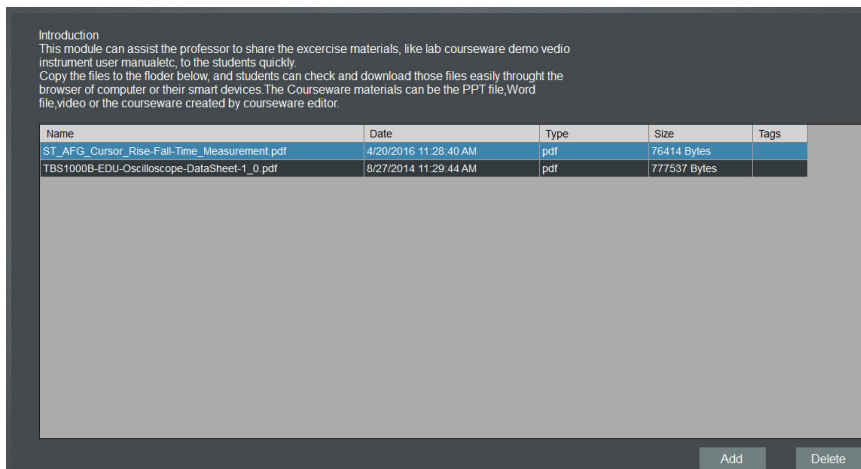 Introduction
This module can assist the professor to share the excercise materials, like lab courseware demo vedio
instrument user manualetc, to the students quickly.
Copy the files to the floder below, and students can check and download those files easily throught the
browser of computer or their smart devices.The Courseware materials can be the PPT file,Word
file,video or the courseware created by courseware editor.
Name Date Type Size Tags
ST_AFG_Cursor_Rise-Fall-Time_Measurement.pdf 4/20/2016 11:28:40 AM pdf 76414 Bytes
TBS1000B-EDU-Oscilloscope-DataSheet-1_0.pdf 8/27/2014 11:29:44 AM pdf 777537 Bytes
Add Delete